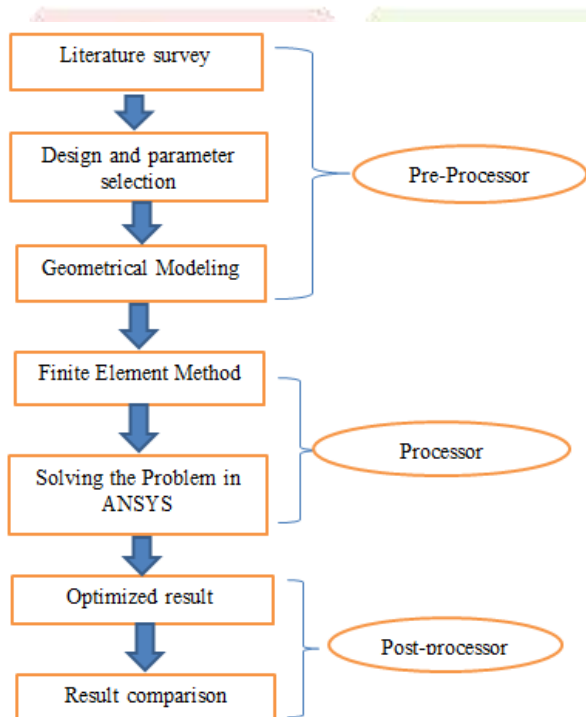 Literature survey
Design and parameter
selection
Pre-Processor
Geometrical Modeling
Finite Element Method
Processor
Solving the Problem in
ANSYS
Optimized result
Post-processor
Result comparison